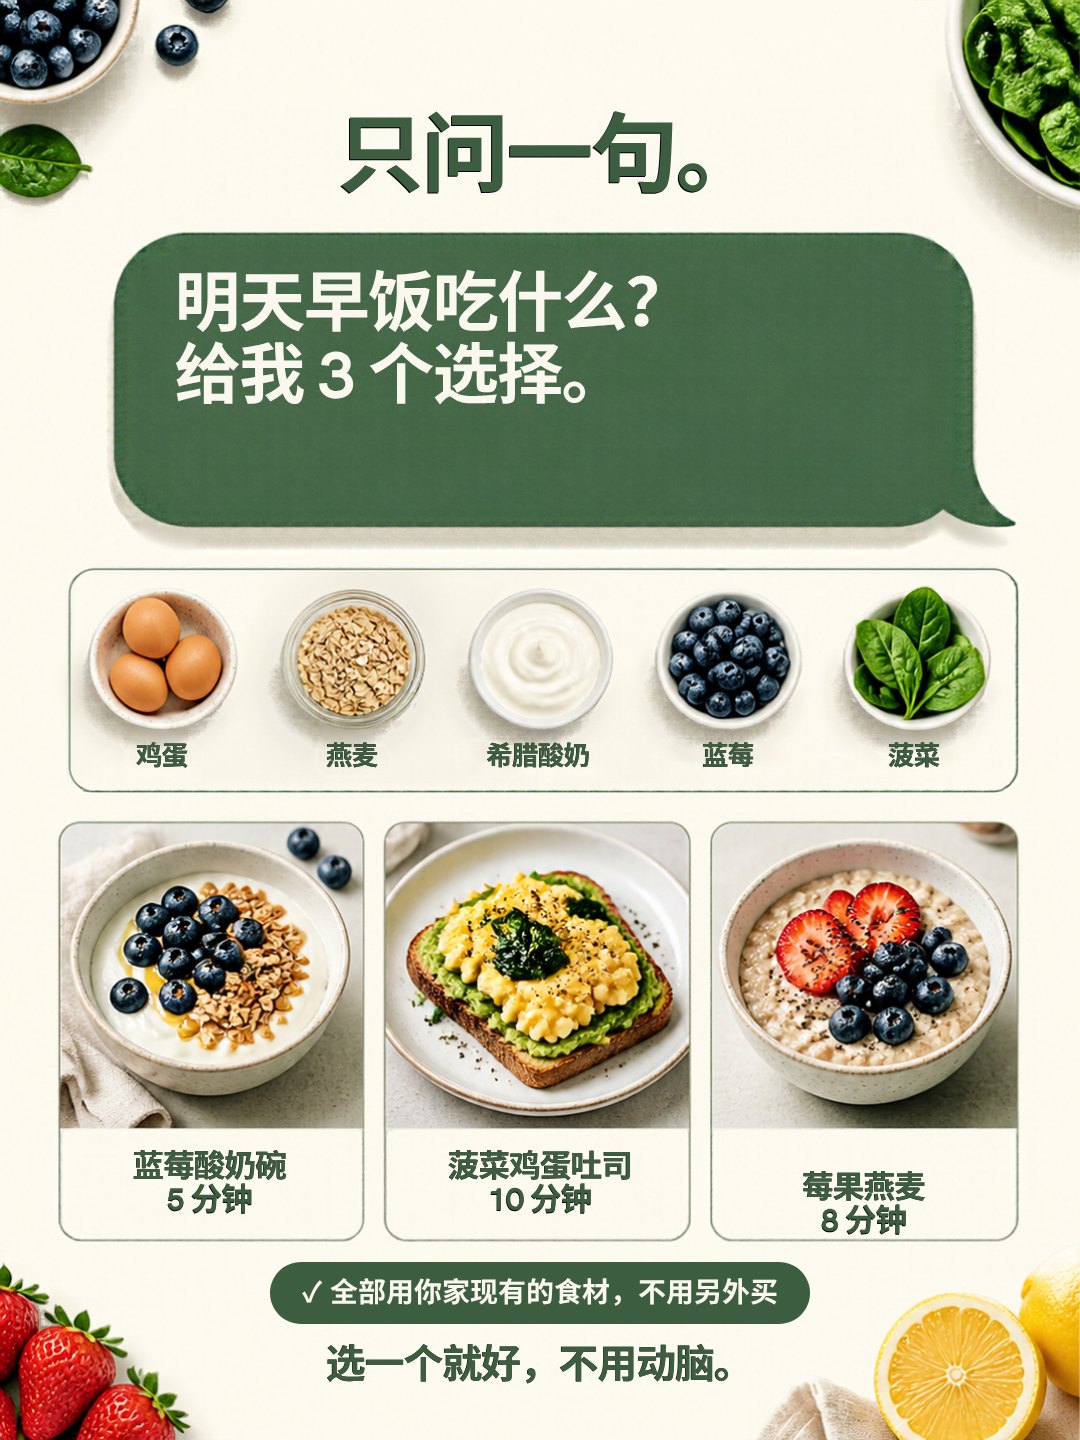 只问一句。
明天早饭吃什么？
给我 3 个选择。
鸡蛋
燕麦
希腊酸奶
蓝莓
菠菜
蓝莓酸奶碗
5 分钟
菠菜鸡蛋吐司
10 分钟
莓果燕麦
8 分钟
✓ 全部用你家现有的食材，不用另外买
选一个就好，不用动脑。